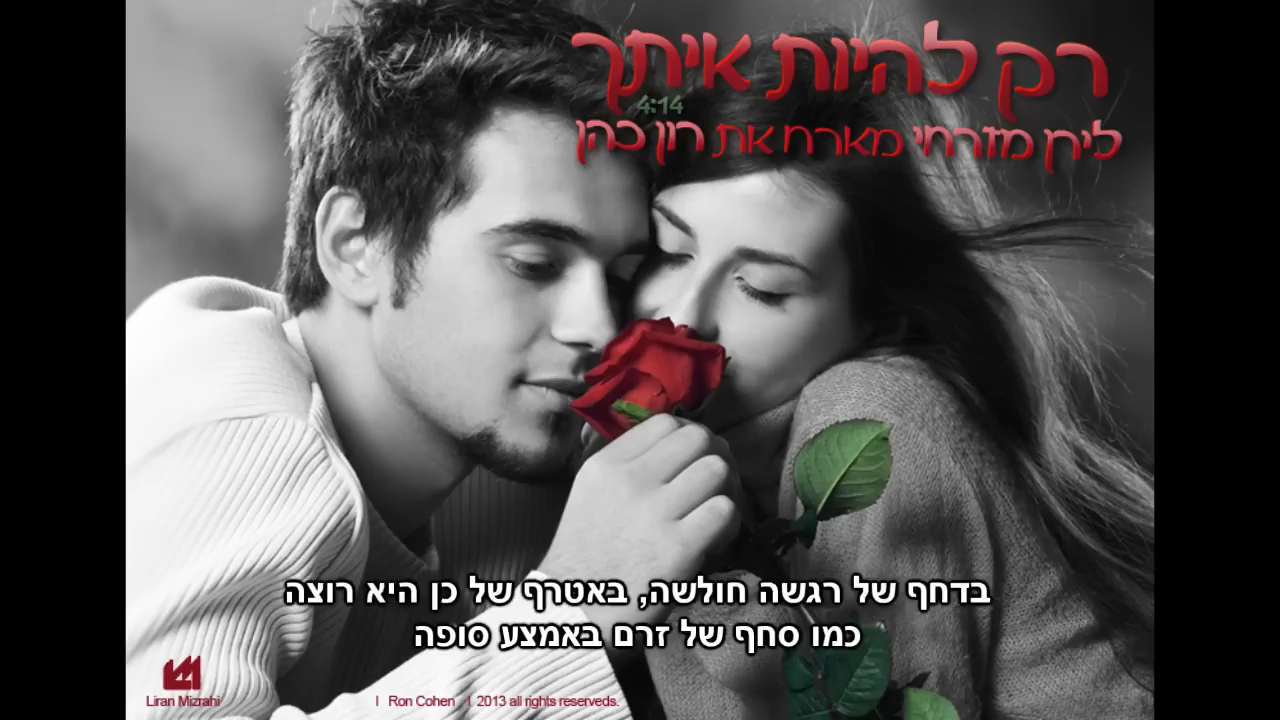 רק להיות איתך
4:14
לירן מזרחי מארח את רון כהן
בדחף של רגשה חולשה, באטרף של כן היא רוצה
כמו סחף של זרם באמצע סופה
Liran Mizrahi | Ron Cohen | 2013 all rights reserveds.